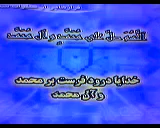 اللهم صل علی محمد و آل محمد
خدایا درود فرست بر محمد
و آل محمد